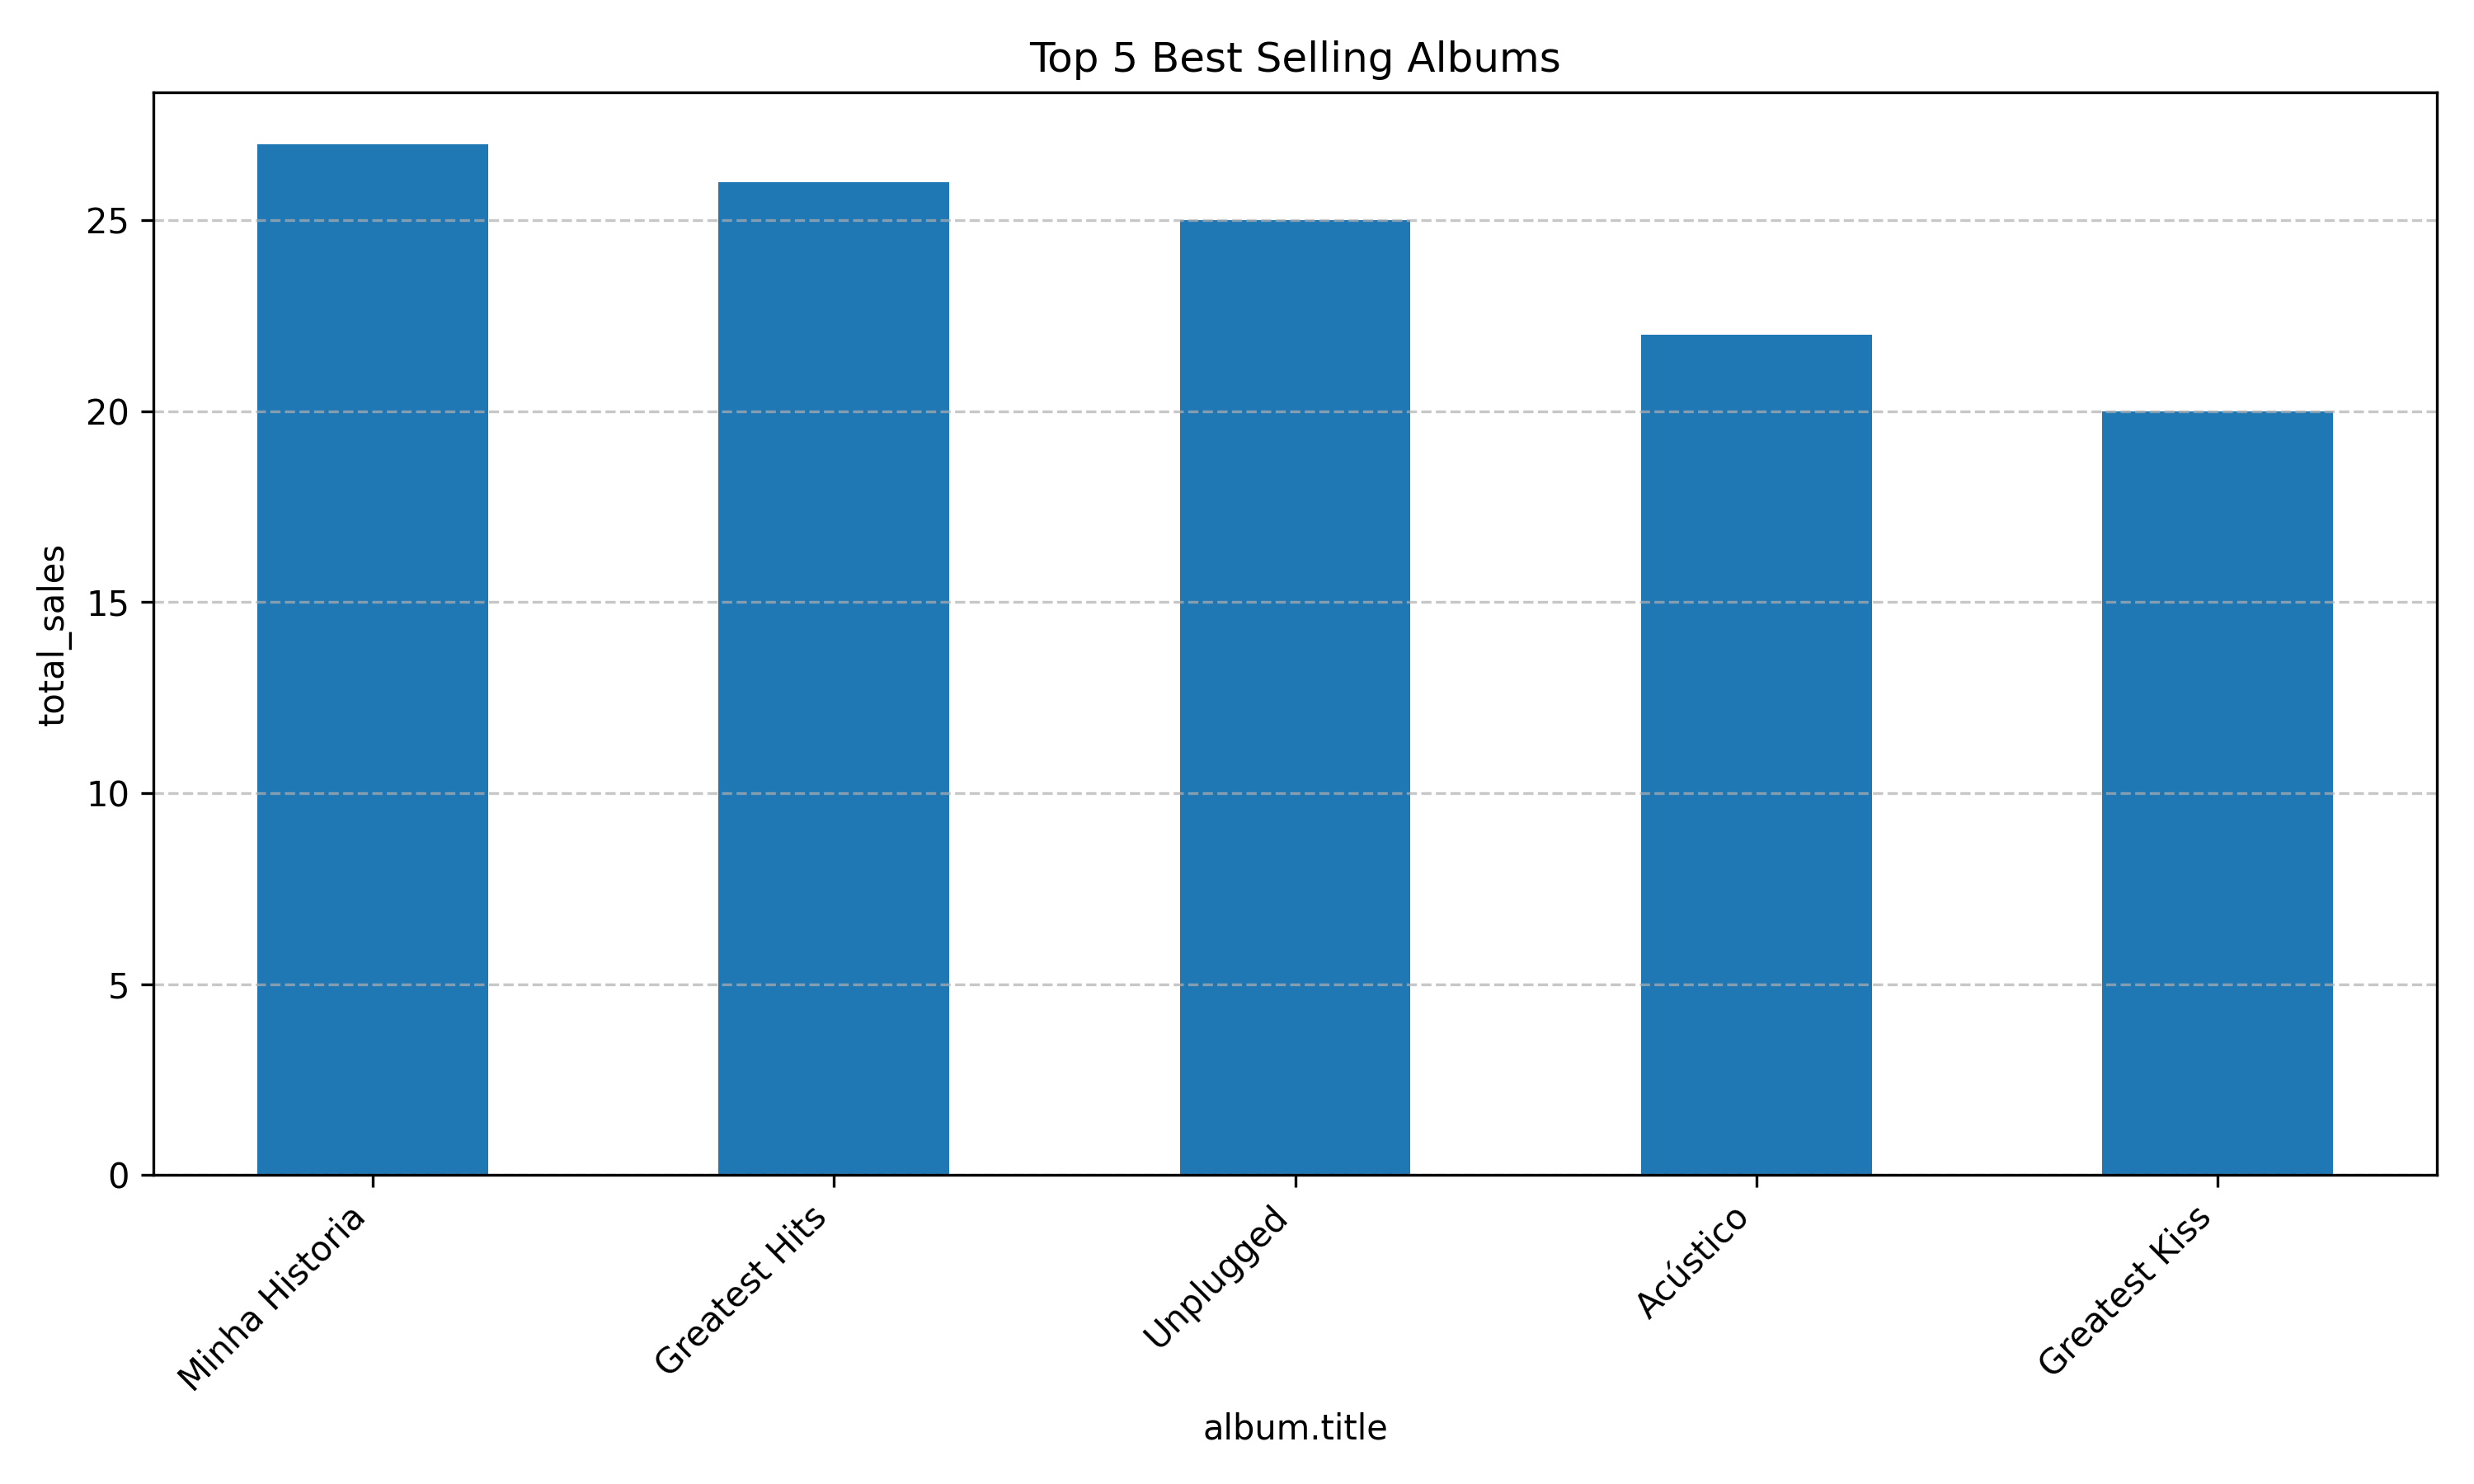 Top 5 Best Selling Albums
total_sales
25
20
15
10
5
0
Minha Historia
Greatest Hits
Unplugged
Acústico
Greatest Kiss
album.title